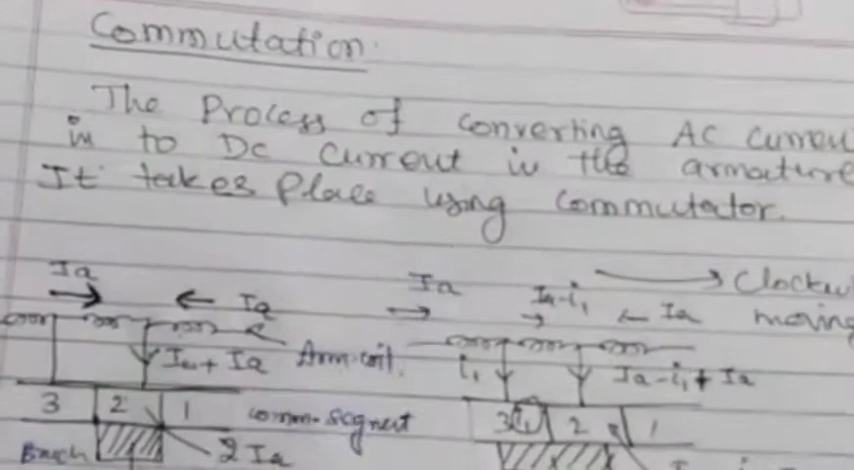 Commutation.
The Process of converting AC curren
in to Dc Current in the armature
It takes Place using Commutator.
Ia
← Ia
Ia
Ia-i1
← Ia
Clockw
moving
Ia + Ia
Arm-coil.
i1
Ia-i1+Ia
3 2 1
comm-segment
3 2 1
Brush
2Ia